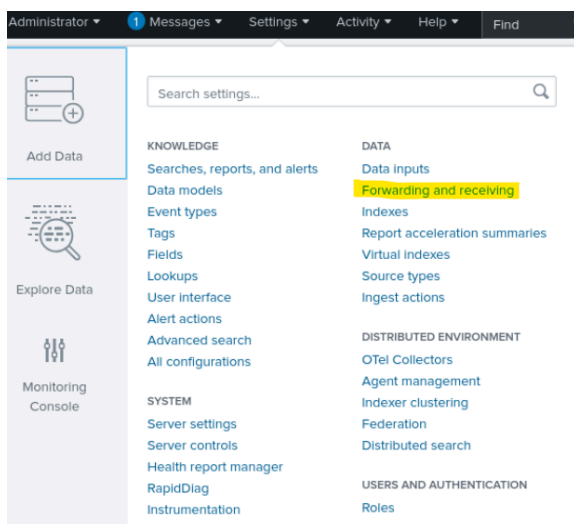 Administrator Messages Settings Activity Help Find
1
Search settings...
Add Data
Explore Data
Monitoring
Console
KNOWLEDGE
Searches, reports, and alerts
Data models
Event types
Tags
Fields
Lookups
User interface
Alert actions
Advanced search
All configurations
SYSTEM
Server settings
Server controls
Health report manager
RapidDiag
Instrumentation
DATA
Data inputs
Forwarding and receiving
Indexes
Report acceleration summaries
Virtual indexes
Source types
Ingest actions
DISTRIBUTED ENVIRONMENT
OTel Collectors
Agent management
Indexer clustering
Federation
Distributed search
USERS AND AUTHENTICATION
Roles